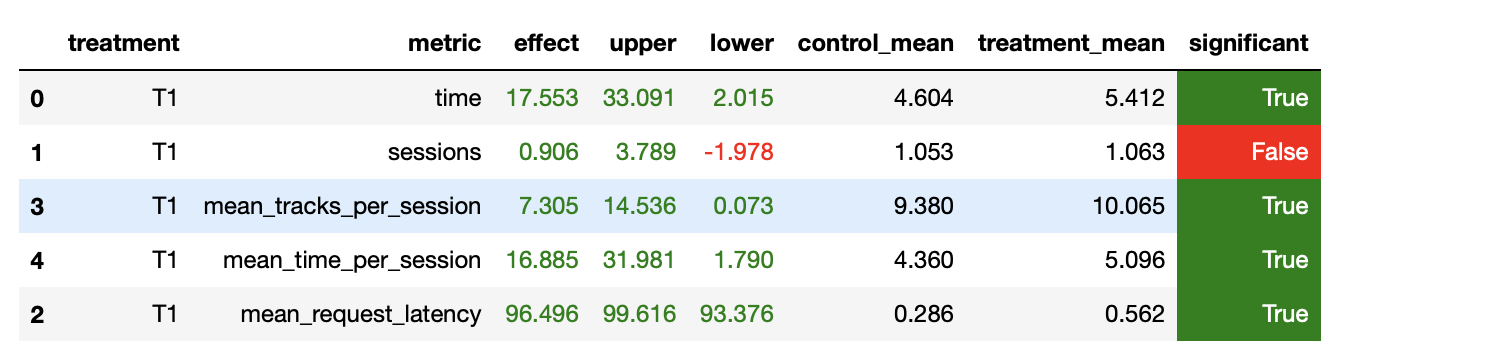 treatment metric effect upper lower control_mean treatment_mean significant
0 T1 time 17.553 33.091 2.015 4.604 5.412 True
1 T1 sessions 0.906 3.789 -1.978 1.053 1.063 False
3 T1 mean_tracks_per_session 7.305 14.536 0.073 9.380 10.065 True
4 T1 mean_time_per_session 16.885 31.981 1.790 4.360 5.096 True
2 T1 mean_request_latency 96.496 99.616 93.376 0.286 0.562 True